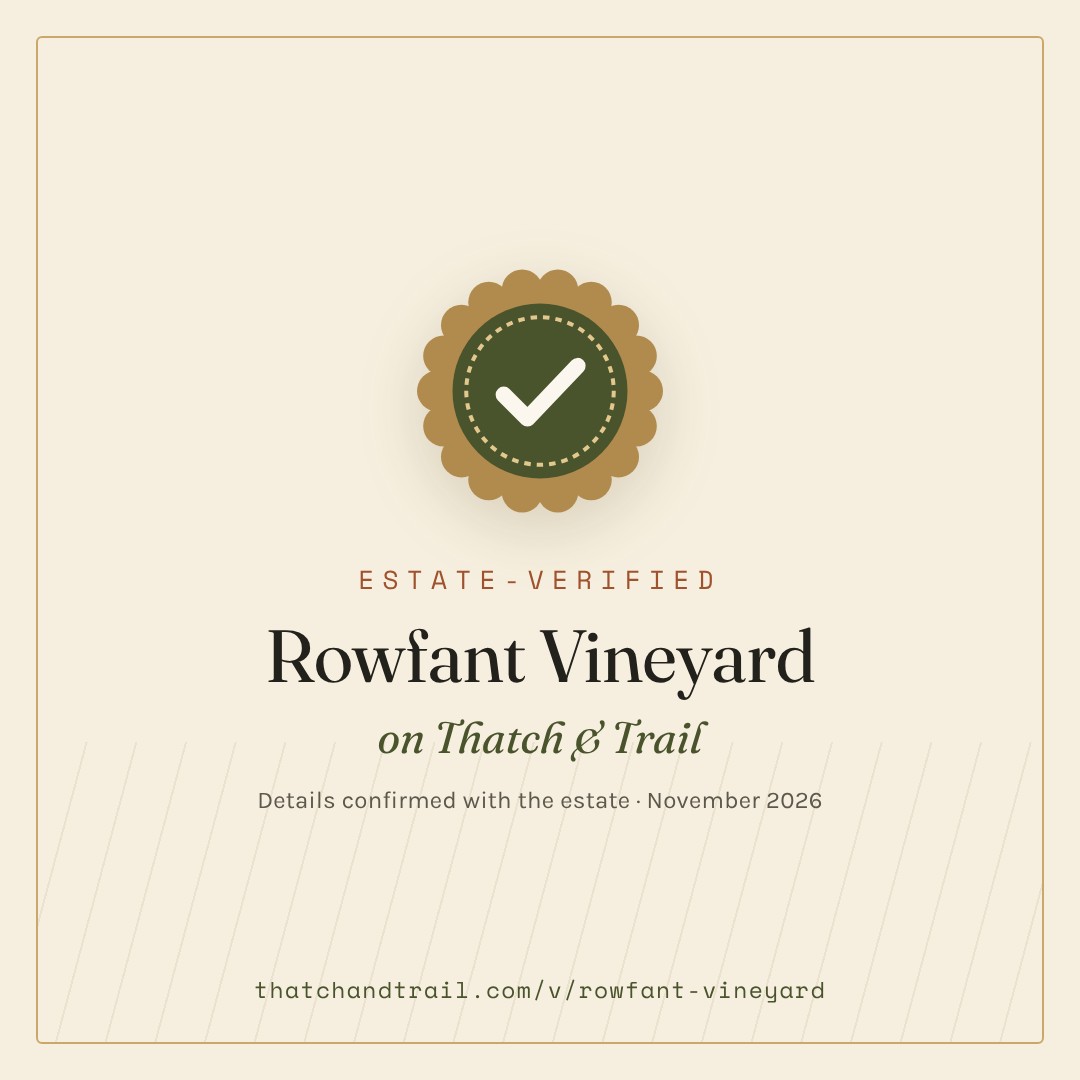 ESTATE-VERIFIED
Rowfant Vineyard
on Thatch & Trail
Details confirmed with the estate · November 2026
thatchandtrail.com/v/rowfant-vineyard